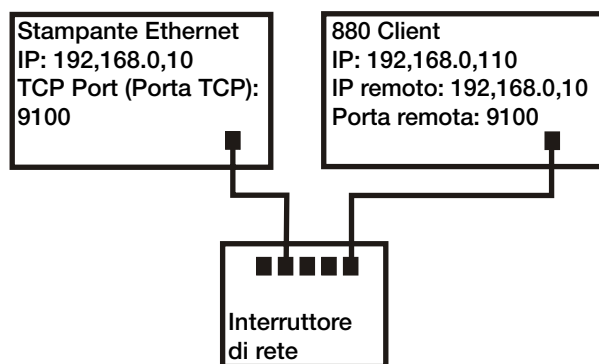 Stampante Ethernet
IP: 192,168.0,10
TCP Port (Porta TCP):
9100
880 Client
IP: 192,168.0,110
IP remoto: 192,168.0,10
Porta remota: 9100
Interruttore
di rete